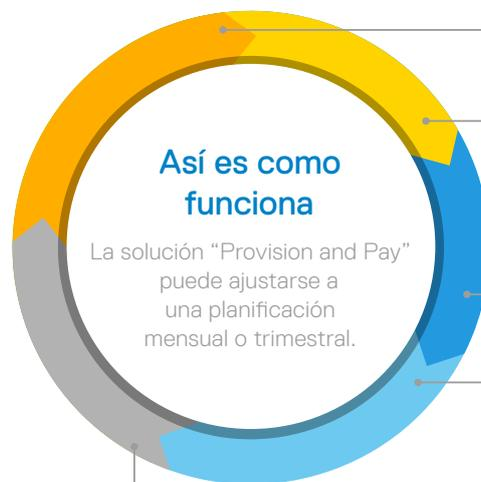 Así es como
funciona
La solución “Provision and Pay”
puede ajustarse a
una planificación
mensual o trimestral.